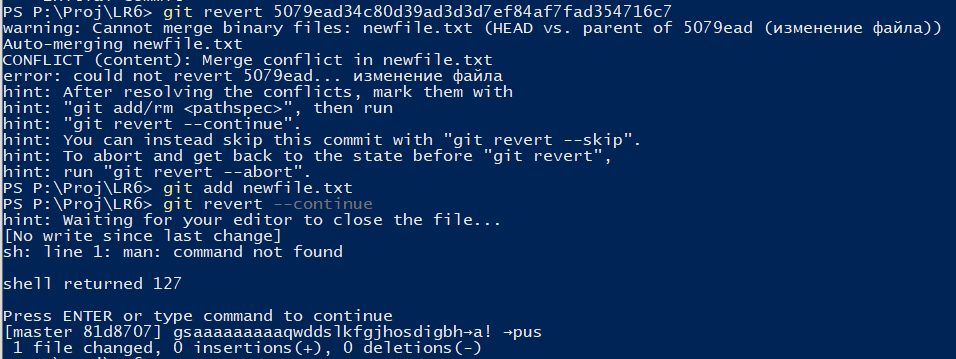 PS P:\Proj\LR6> git revert 5079ead34c80d39ad3d3d7ef84af7fad354716c7
warning: Cannot merge binary files: newfile.txt (HEAD vs. parent of 5079ead (изменение файла))
Auto-merging newfile.txt
CONFLICT (content): Merge conflict in newfile.txt
error: could not revert 5079ead... изменение файла
hint: After resolving the conflicts, mark them with
hint: "git add/rm <pathspec>", then run
hint: "git revert --continue".
hint: You can instead skip this commit with "git revert --skip".
hint: To abort and get back to the state before "git revert",
hint: run "git revert --abort".
PS P:\Proj\LR6> git add newfile.txt
PS P:\Proj\LR6> git revert --continue
hint: Waiting for your editor to close the file...
[No write since last change]
sh: line 1: man: command not found

shell returned 127

Press ENTER or type command to continue
[master 81d8707] gsaaaaaaaaaaqwddslkfgjhosdigbh→a! →pus
 1 file changed, 0 insertions(+), 0 deletions(-)